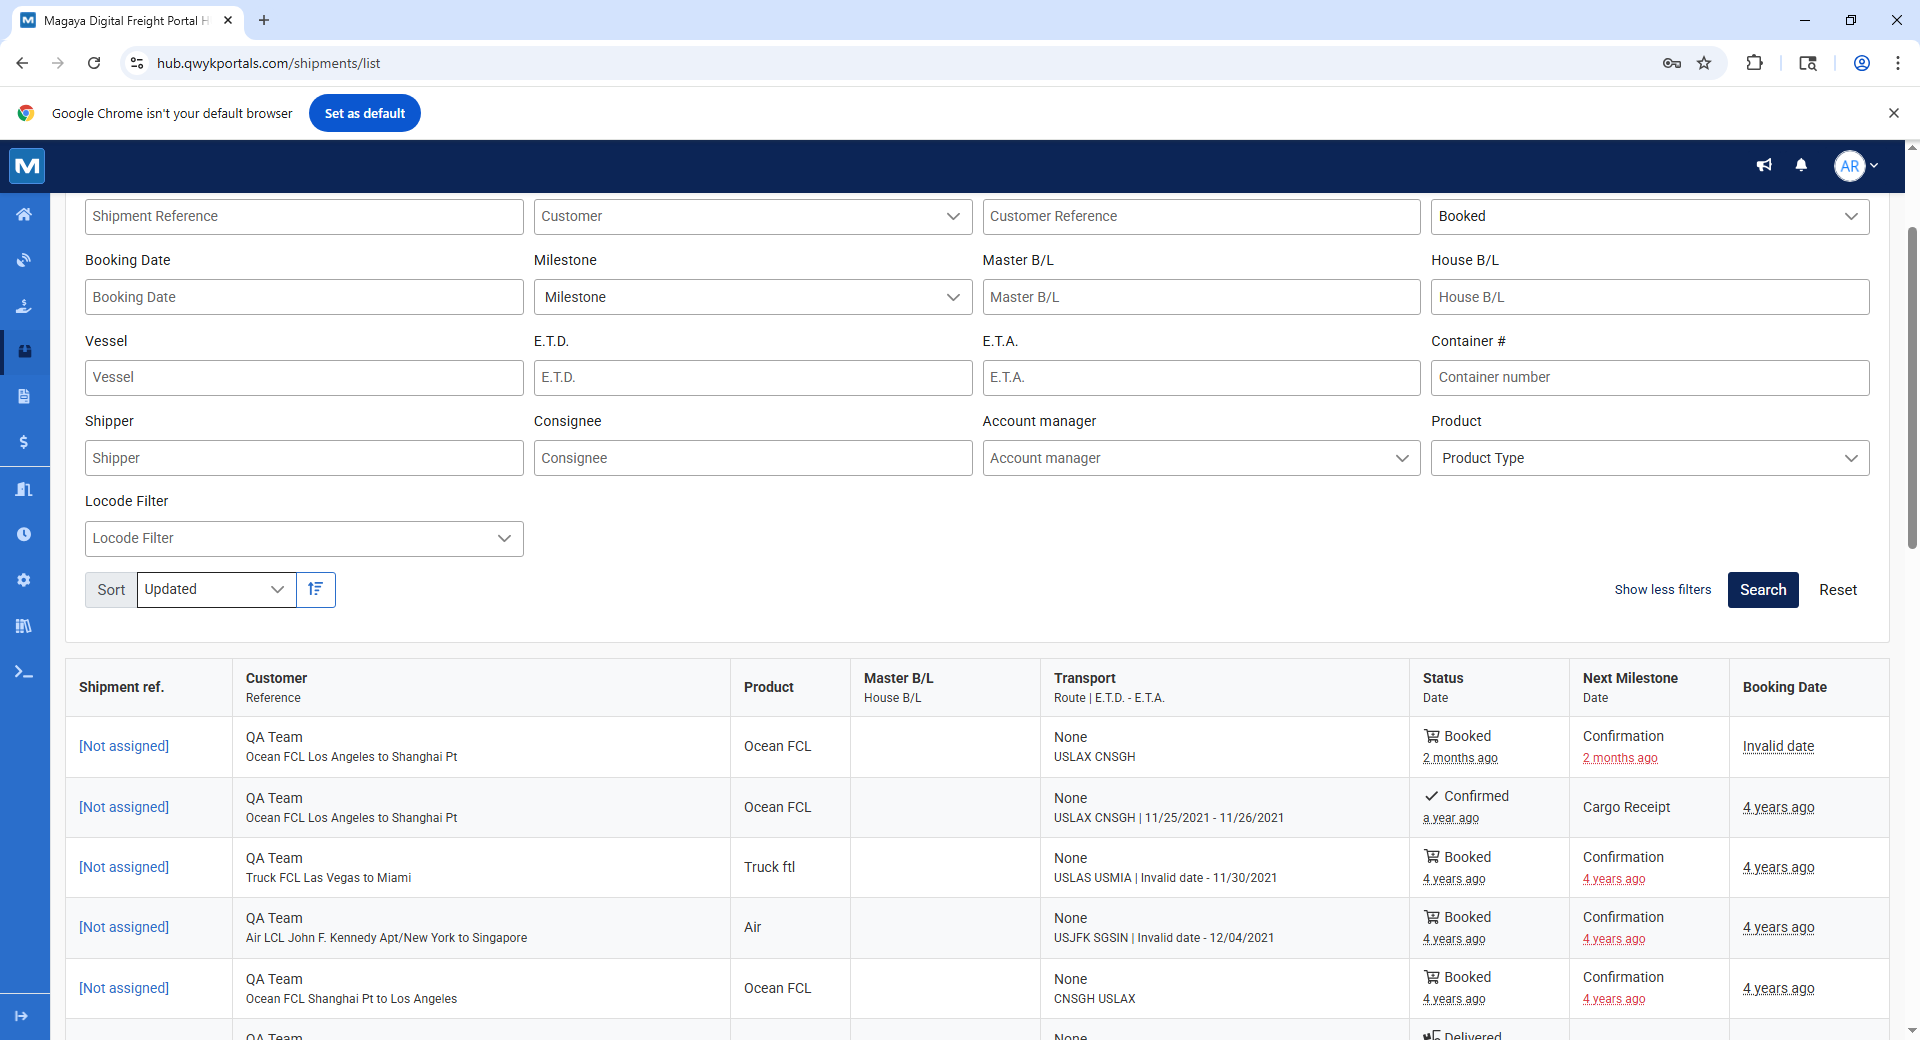 Magaya Digital Freight Portal H
hub.qwykportals.com/shipments/list
Google Chrome isn't your default browser
Set as default
M
AR
Shipment Reference
Customer
Customer Reference
Booked
Booking Date
Milestone
Master B/L
House B/L
Booking Date
Milestone
Master B/L
House B/L
Vessel
E.T.D.
E.T.A.
Container #
Vessel
E.T.D.
E.T.A.
Container number
Shipper
Consignee
Account manager
Product
Shipper
Consignee
Account manager
Product Type
Locode Filter
Locode Filter
Sort
Updated
Show less filters
Search
Reset
Shipment ref.
Customer
Reference
Product
Master B/L
House B/L
Transport
Route | E.T.D. - E.T.A.
Status
Date
Next Milestone
Date
Booking Date
[Not assigned]
QA Team
Ocean FCL Los Angeles to Shanghai Pt
Ocean FCL
None
USLAX CNSGH
Booked
2 months ago
Confirmation
2 months ago
Invalid date
[Not assigned]
QA Team
Ocean FCL Los Angeles to Shanghai Pt
Ocean FCL
None
USLAX CNSGH | 11/25/2021 - 11/26/2021
Confirmed
a year ago
Cargo Receipt
4 years ago
[Not assigned]
QA Team
Truck FCL Las Vegas to Miami
Truck ftl
None
USLAS USMIA | Invalid date - 11/30/2021
Booked
4 years ago
Confirmation
4 years ago
4 years ago
[Not assigned]
QA Team
Air LCL John F. Kennedy Apt/New York to Singapore
Air
None
USJFK SGSIN | Invalid date - 12/04/2021
Booked
4 years ago
Confirmation
4 years ago
4 years ago
[Not assigned]
QA Team
Ocean FCL Shanghai Pt to Los Angeles
Ocean FCL
None
CNSGH USLAX
Booked
4 years ago
Confirmation
4 years ago
4 years ago
QA Team
None
Delivered